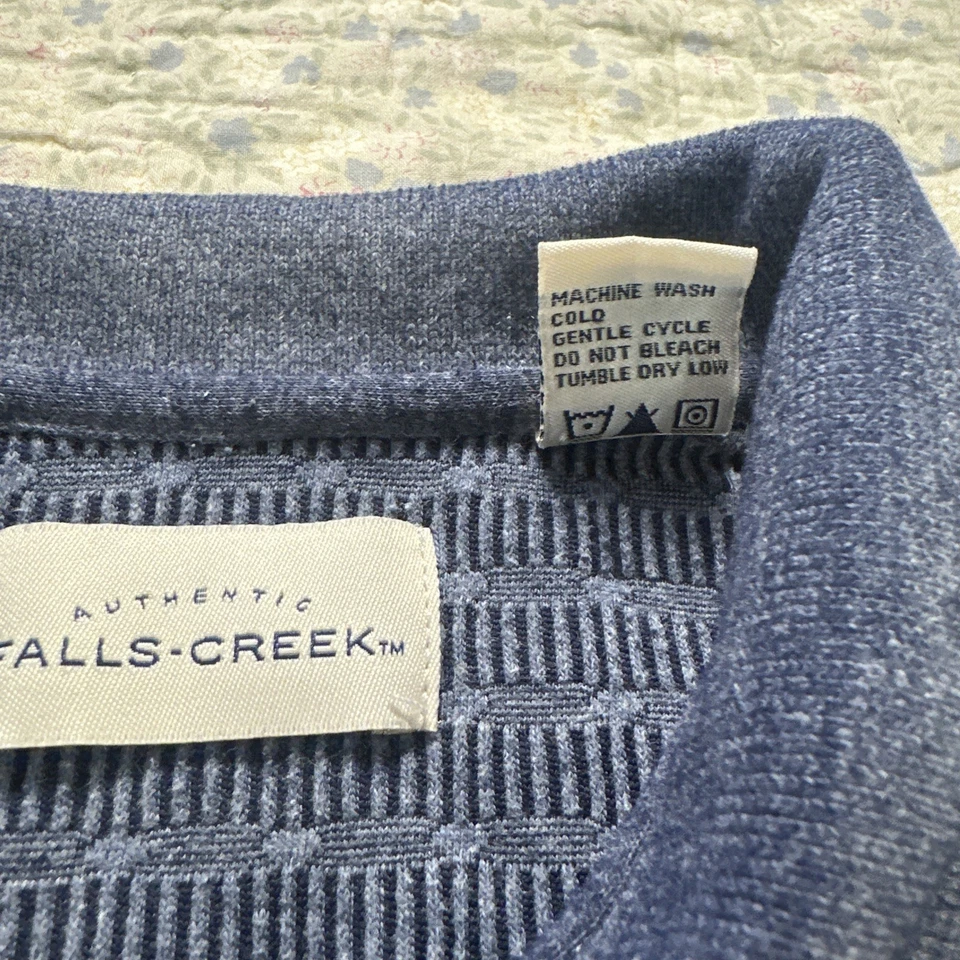 MACHINE WASH
COLD
GENTLE CYCLE
DO NOT BLEACH
TUMBLE DRY LOW
AUTHENTIC
FALLS-CREEK™